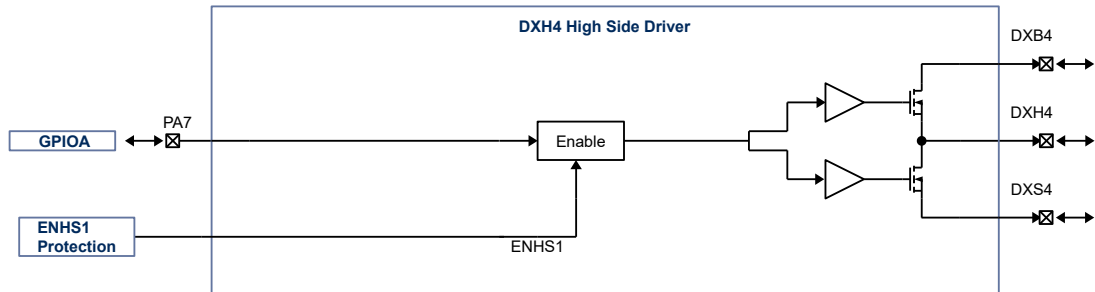 DXH4 High Side Driver
DXB4
PA7
DXH4
GPIOA
Enable
DXS4
ENHS1
Protection
ENHS1